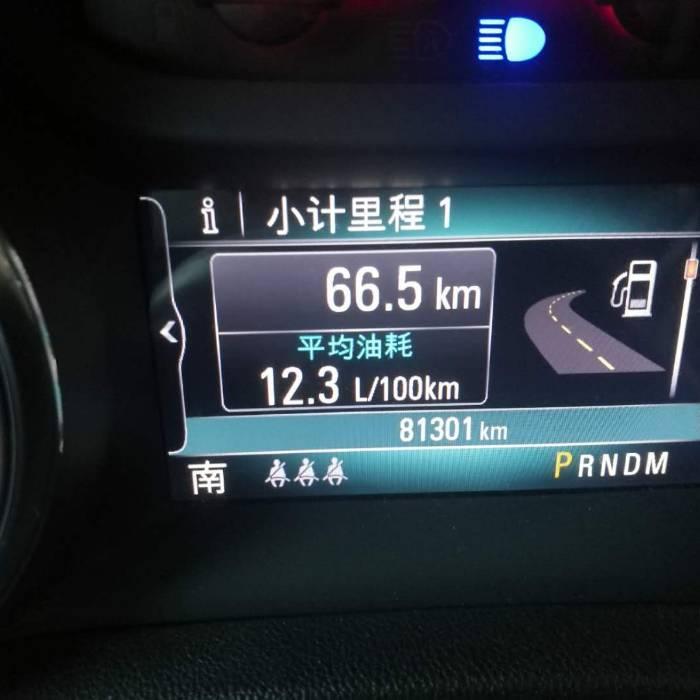 i 小计里程 1
66.5 km
平均油耗
12.3 L/100km
81301 km
南 PRNDM